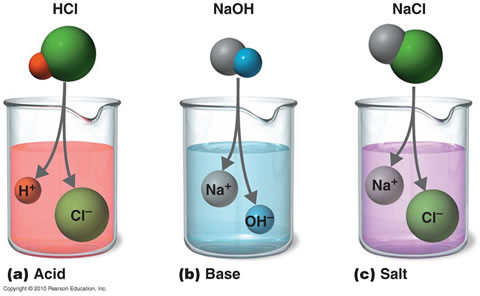 HCl
NaOH
NaCl
H⁺
Cl⁻
Na⁺
OH⁻
Na⁺
Cl⁻
(a) Acid
(b) Base
(c) Salt
Copyright © 2010 Pearson Education, Inc.